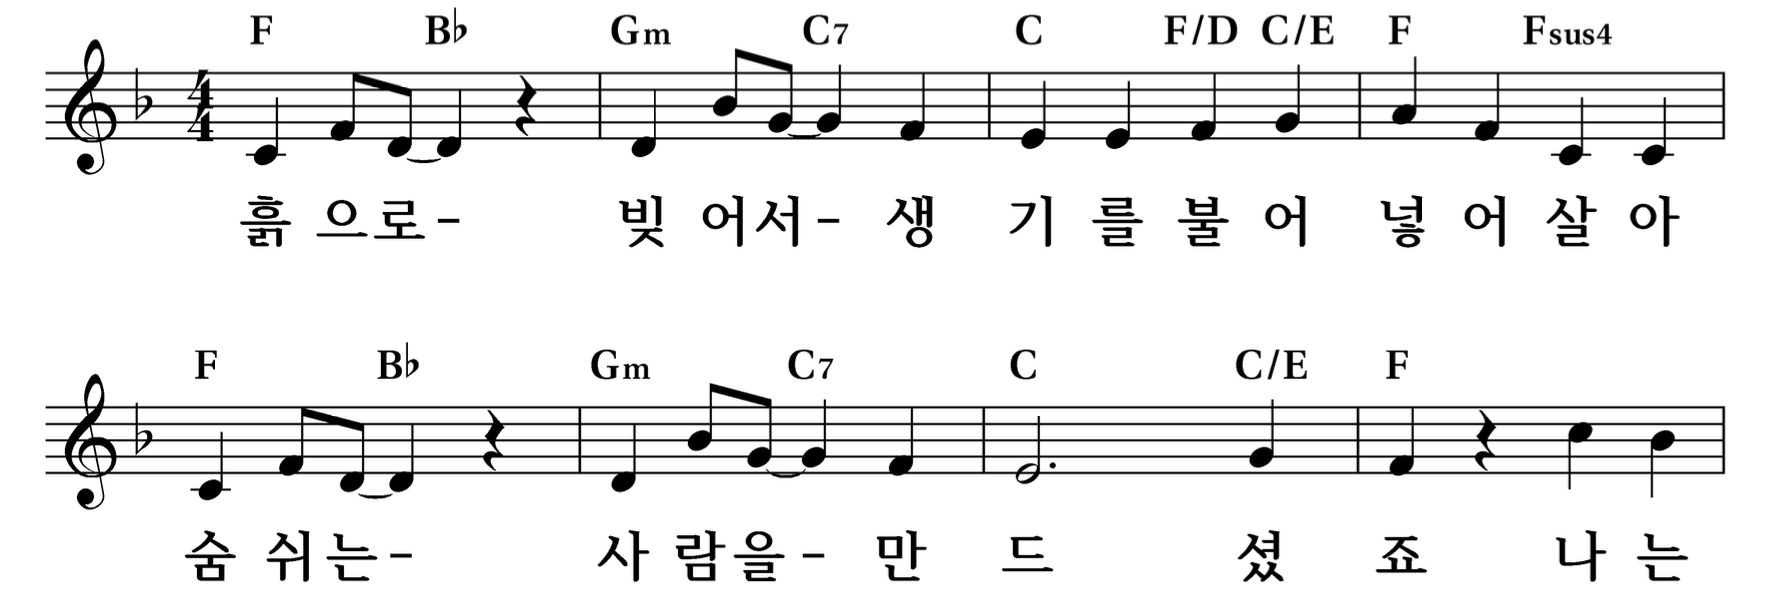 F B♭ Gm C7 C F/D C/E F Fsus4
4/4
흙 으로- 빚 어서- 생 기 를 불 어 넣 어 살 아
F B♭ Gm C7 C C/E F
숨 쉬는- 사 람을- 만 드 셨 죠 나 는